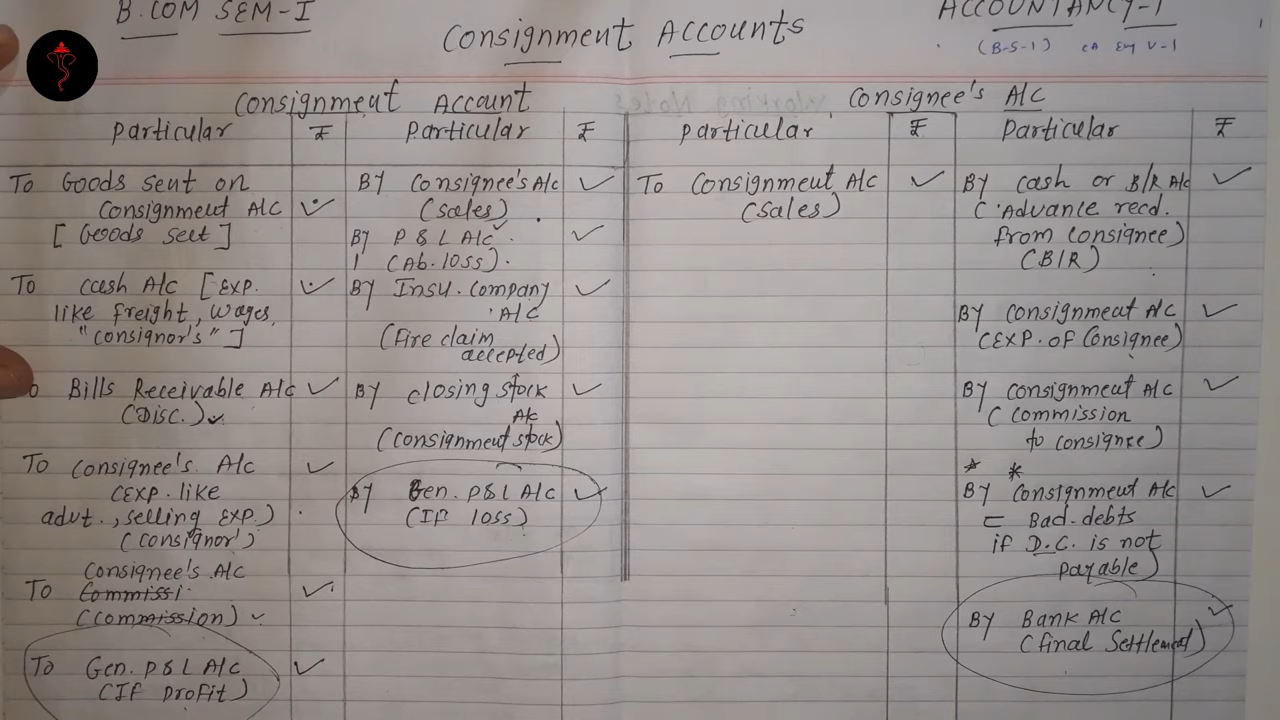 B.COM SEM-I
ACCOUNTANCY-1
Consignment Accounts
(B-S-1) CA V-1
Consignment Account
Particular ₹ Particular ₹
To Goods sent on
Consignment A/C
[Goods sent]
To Cash A/C [EXP.
like freight, wages,
"consignor's"]
To Bills Receivable A/C
(Disc.)
To Consignee's A/C
(EXP. like
advt., selling EXP.)
(consignor's)
Consignee's A/C
To Commissi
(commission)
To Gen. P & L A/C
(IF Profit)
By Consignee's A/C
(Sales)
By P & L A/C
(Ab. loss)
By Insu. Company
A/C
(Fire claim
accepted)
By closing stock
A/c
(consignment stock)
By Gen. P & L A/C
(IF loss)
Consignee's A/C
Particular ₹ Particular ₹
To Consignment A/C
(Sales)
By Cash or B/R A/c
(Advance recd.
from Consignee)
(B/R)
By Consignment A/C
(EXP. of Consignee)
By Consignment A/C
(Commission
to consignee)
* *
By Consignment A/C
( Bad-debts
if D.C. is not
payable)
By Bank A/C
(final Settlement)